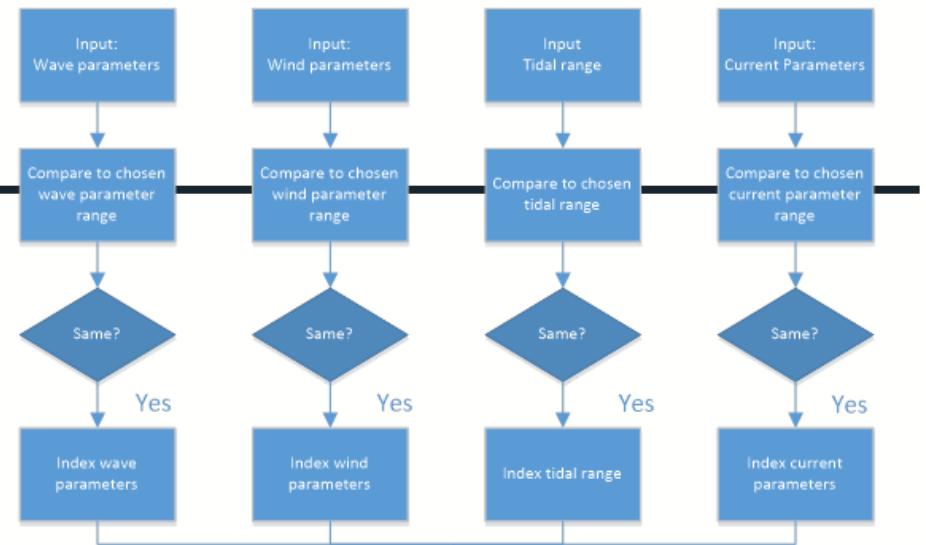 Input:
Wave parameters
Input:
Wind parameters
Input
Tidal range
Input:
Current Parameters
Compare to chosen
wave parameter
range
Compare to chosen
wind parameter
range
Compare to chosen
tidal range
Compare to chosen
current parameter
range
Same?
Same?
Same?
Same?
Yes
Yes
Yes
Yes
Index wave
parameters
Index wind
parameters
Index tidal range
Index current
parameters